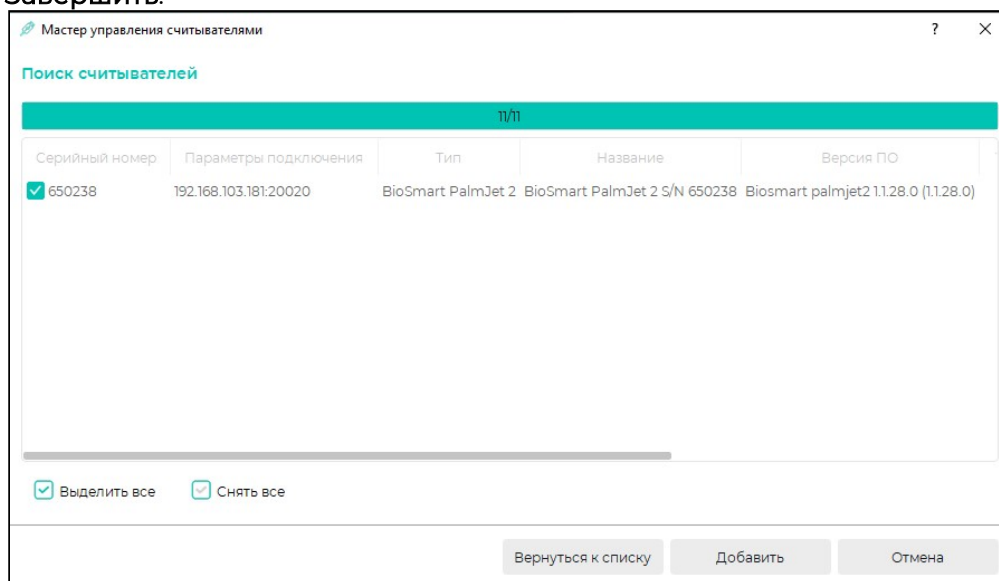 Завершить.
Мастер управления считывателями ? ×
Поиск считывателей
11/11
Серийный номер Параметры подключения Тип Название Версия ПО
650238 192.168.103.181:20020 BioSmart PalmJet 2 BioSmart PalmJet 2 S/N 650238 Biosmart palmjet2 1.1.28.0 (1.1.28.0)
Выделить все Снять все
Вернуться к списку Добавить Отмена